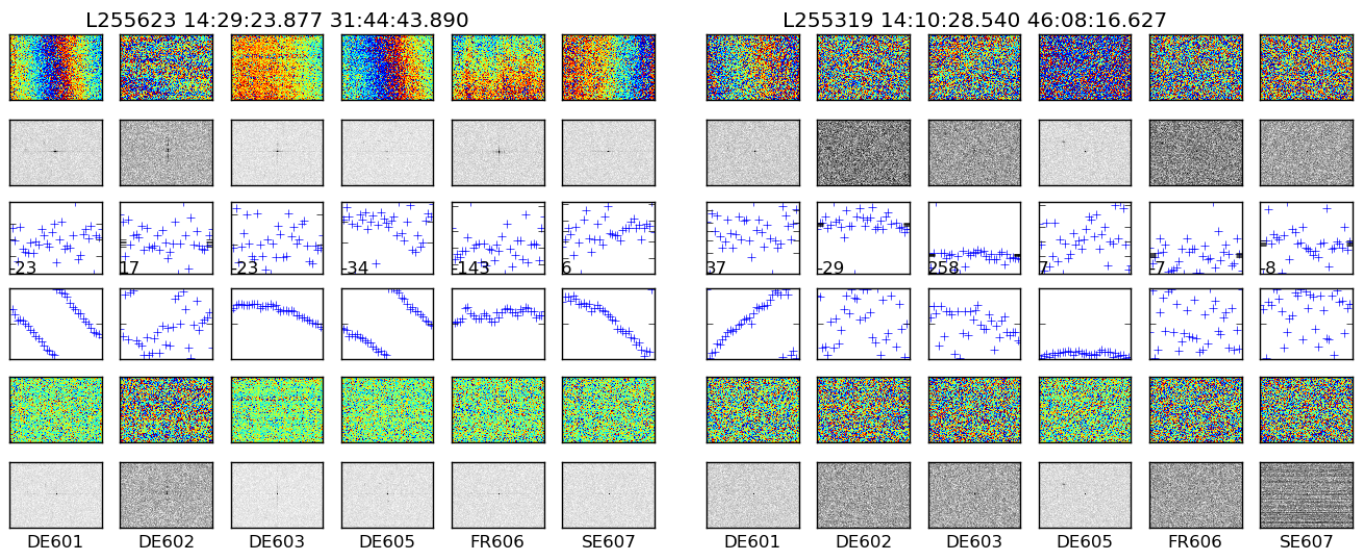 L255623 14:29:23.877 31:44:43.890
L255319 14:10:28.540 46:08:16.627
-23 17 -23 -34 -143 6
37 -29 258 7 -7 -8
DE601 DE602 DE603 DE605 FR606 SE607
DE601 DE602 DE603 DE605 FR606 SE607